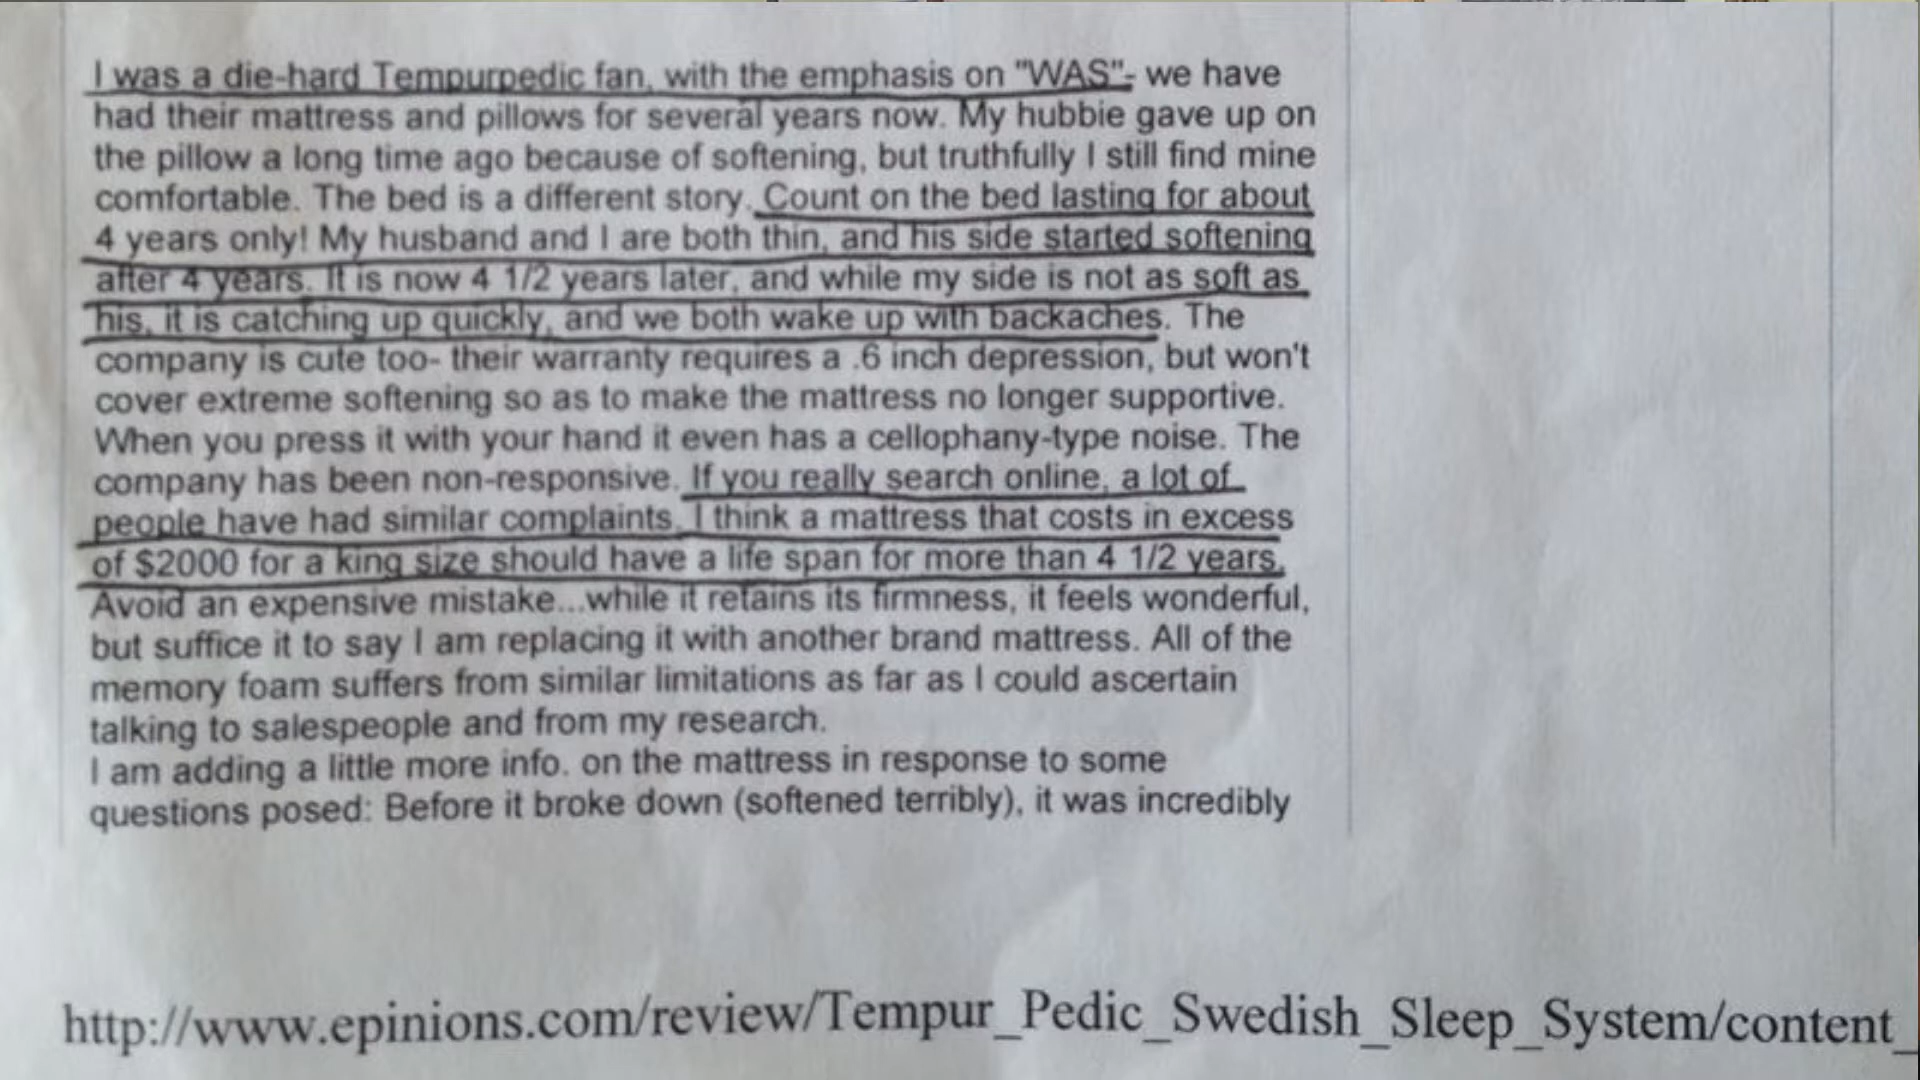 I was a die-hard Tempurpedic fan, with the emphasis on "WAS"- we have
had their mattress and pillows for several years now. My hubbie gave up on
the pillow a long time ago because of softening, but truthfully I still find mine
comfortable. The bed is a different story. Count on the bed lasting for about
4 years only! My husband and I are both thin, and his side started softening
after 4 years. It is now 4 1/2 years later, and while my side is not as soft as
his, it is catching up quickly, and we both wake up with backaches. The
company is cute too- their warranty requires a .6 inch depression, but won't
cover extreme softening so as to make the mattress no longer supportive.
When you press it with your hand it even has a cellophany-type noise. The
company has been non-responsive. If you really search online, a lot of
people have had similar complaints. I think a mattress that costs in excess
of $2000 for a king size should have a life span for more than 4 1/2 years.
Avoid an expensive mistake...while it retains its firmness, it feels wonderful,
but suffice it to say I am replacing it with another brand mattress. All of the
memory foam suffers from similar limitations as far as I could ascertain
talking to salespeople and from my research.
I am adding a little more info. on the mattress in response to some
questions posed: Before it broke down (softened terribly), it was incredibly
http://www.epinions.com/review/Tempur_Pedic_Swedish_Sleep_System/content_